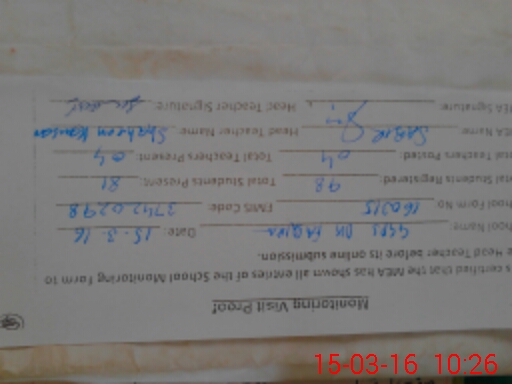 Monitoring Visit Proof
s certified that the MEA has shown all entries of the School Monitoring Form to
e Head Teacher before its online submission.
hool Name: GGPS DK Date: 15-3-16
hool Form No 160315 EMIS Code: 37420298
tal Students Registered: 98 Total Students Present: 81
tal Teachers Posted: 04 Total Teachers Present: 04
EA Name SABIR Head Teacher Name: Shaheen
EA Signature: Head Teacher Signature:
15-03-16 10:26